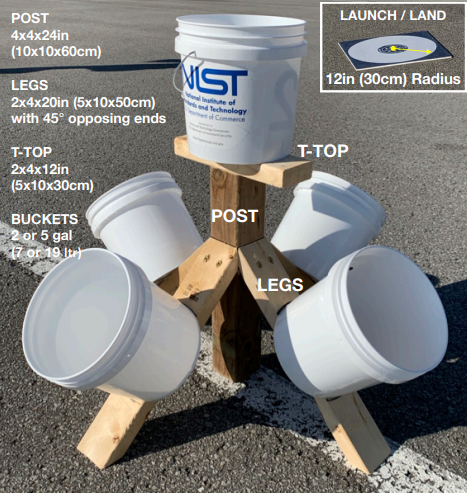 POST
4x4x24in
(10x10x60cm)
LEGS
2x4x20in (5x10x50cm)
with 45° opposing ends
T-TOP
2x4x12in
(5x10x30cm)
BUCKETS
2 or 5 gal
(7 or 19 ltr)
LAUNCH / LAND
12in (30cm) Radius
NIST
National Institute of
Standards and Technology
Department of Commerce
T-TOP
POST
LEGS